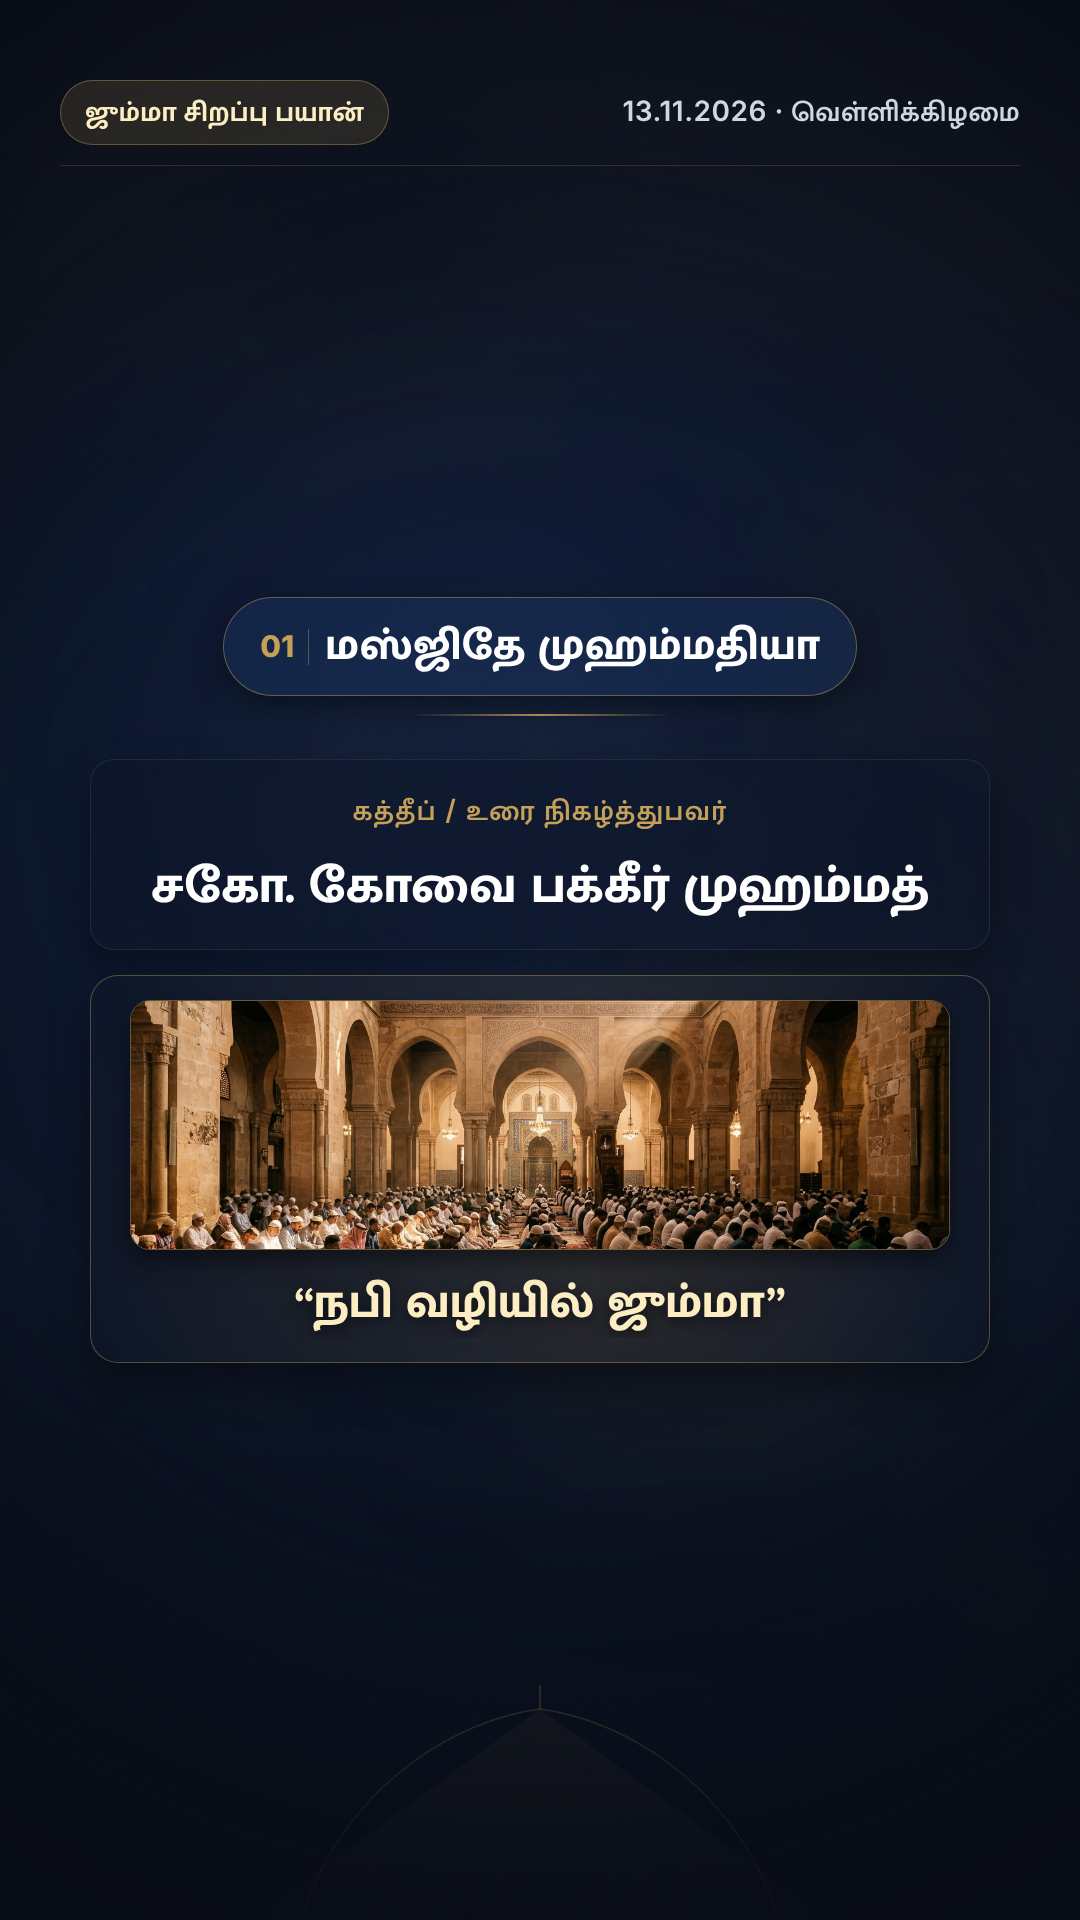 ஜும்மா சிறப்பு பயான்
13.11.2026 · வெள்ளிக்கிழமை
01 மஸ்ஜிதே முஹம்மதியா
கத்தீப் / உரை நிகழ்த்துபவர்
சகோ. கோவை பக்கீர் முஹம்மத்
“நபி வழியில் ஜும்மா”